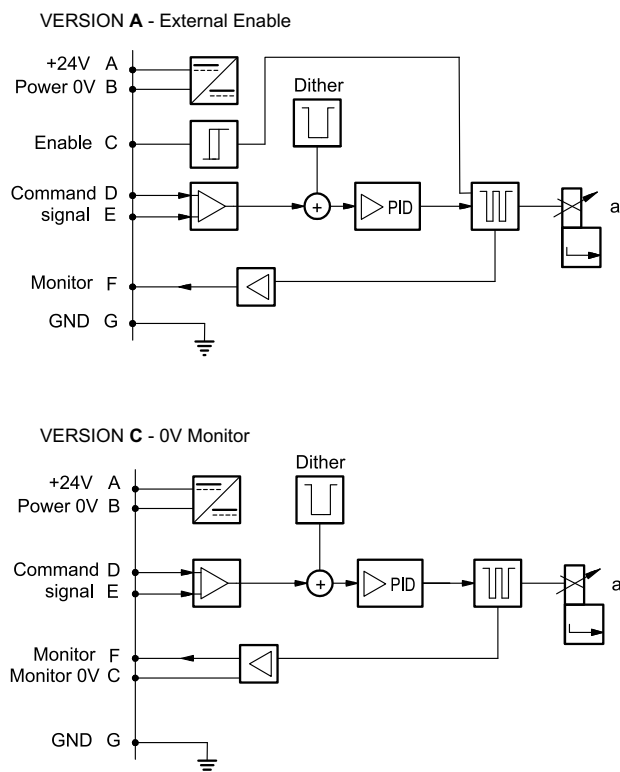 VERSION A - External Enable
+24V A
Power 0V B
Dither
Enable C
Command D
signal E
+
PID
a
Monitor F
GND G
VERSION C - 0V Monitor
+24V A
Power 0V B
Dither
Command D
signal E
+
PID
a
Monitor F
Monitor 0V C
GND G